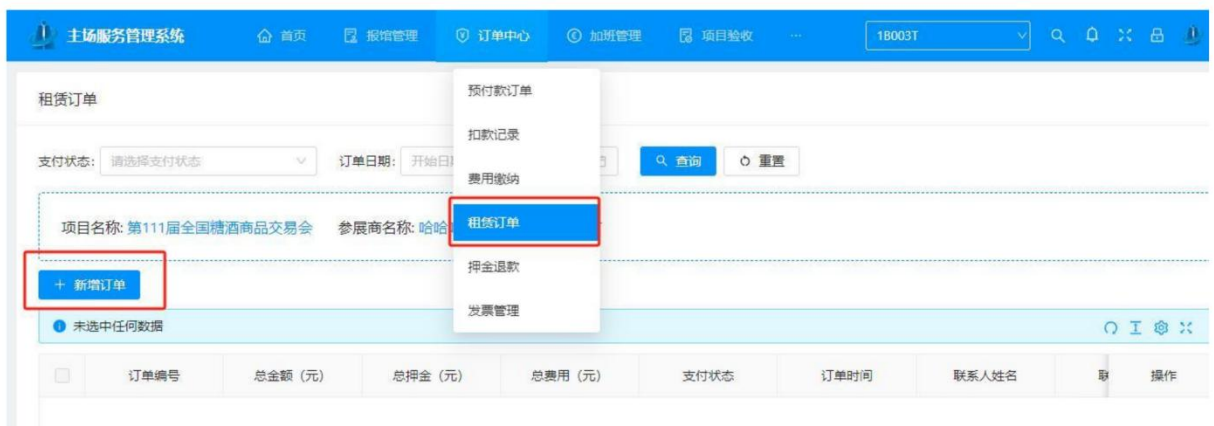 主场服务管理系统 首页 报馆管理 订单中心 加班管理 项目验收 ... 1B003T
租赁订单
预付款订单
扣款记录
费用缴纳
租赁订单
押金退款
发票管理
支付状态: 请选择支付状态 订单日期: 开始日 查询 重置
项目名称: 第111届全国糖酒商品交易会 参展商名称: 哈哈
+ 新增订单
未选中任何数据
订单编号 总金额（元） 总押金（元） 总费用（元） 支付状态 订单时间 联系人姓名 操作